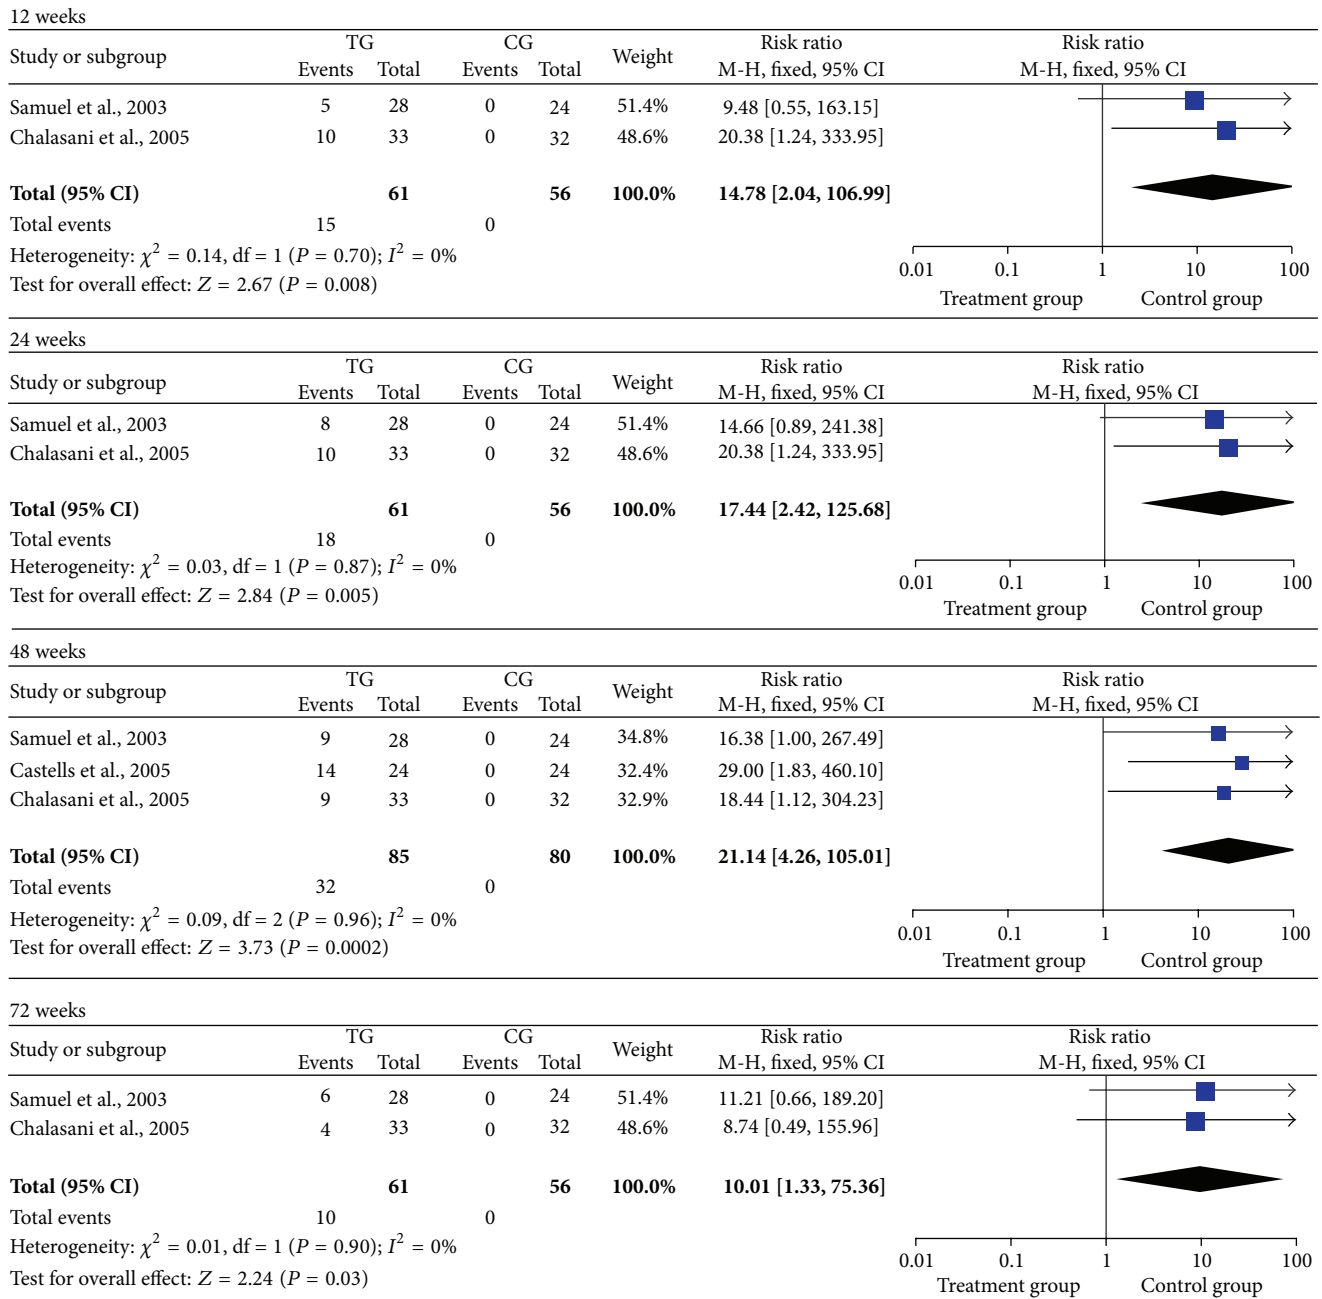 12 weeks
Study or subgroup TG CG Weight Risk ratio Risk ratio
Events Total Events Total M-H, fixed, 95% CI M-H, fixed, 95% CI
Samuel et al., 2003 5 28 0 24 51.4% 9.48 [0.55, 163.15]
Chalasani et al., 2005 10 33 0 32 48.6% 20.38 [1.24, 333.95]
Total (95% CI) 61 56 100.0% 14.78 [2.04, 106.99]
Total events 15 0
Heterogeneity: χ² = 0.14, df = 1 (P = 0.70); I² = 0%
Test for overall effect: Z = 2.67 (P = 0.008)
0.01 0.1 1 10 100
Treatment group Control group
24 weeks
Study or subgroup TG CG Weight Risk ratio Risk ratio
Events Total Events Total M-H, fixed, 95% CI M-H, fixed, 95% CI
Samuel et al., 2003 8 28 0 24 51.4% 14.66 [0.89, 241.38]
Chalasani et al., 2005 10 33 0 32 48.6% 20.38 [1.24, 333.95]
Total (95% CI) 61 56 100.0% 17.44 [2.42, 125.68]
Total events 18 0
Heterogeneity: χ² = 0.03, df = 1 (P = 0.87); I² = 0%
Test for overall effect: Z = 2.84 (P = 0.005)
0.01 0.1 1 10 100
Treatment group Control group
48 weeks
Study or subgroup TG CG Weight Risk ratio Risk ratio
Events Total Events Total M-H, fixed, 95% CI M-H, fixed, 95% CI
Samuel et al., 2003 9 28 0 24 34.8% 16.38 [1.00, 267.49]
Castells et al., 2005 14 24 0 24 32.4% 29.00 [1.83, 460.10]
Chalasani et al., 2005 9 33 0 32 32.9% 18.44 [1.12, 304.23]
Total (95% CI) 85 80 100.0% 21.14 [4.26, 105.01]
Total events 32 0
Heterogeneity: χ² = 0.09, df = 2 (P = 0.96); I² = 0%
Test for overall effect: Z = 3.73 (P = 0.0002)
0.01 0.1 1 10 100
Treatment group Control group
72 weeks
Study or subgroup TG CG Weight Risk ratio Risk ratio
Events Total Events Total M-H, fixed, 95% CI M-H, fixed, 95% CI
Samuel et al., 2003 6 28 0 24 51.4% 11.21 [0.66, 189.20]
Chalasani et al., 2005 4 33 0 32 48.6% 8.74 [0.49, 155.96]
Total (95% CI) 61 56 100.0% 10.01 [1.33, 75.36]
Total events 10 0
Heterogeneity: χ² = 0.01, df = 1 (P = 0.90); I² = 0%
Test for overall effect: Z = 2.24 (P = 0.03)
0.01 0.1 1 10 100
Treatment group Control group